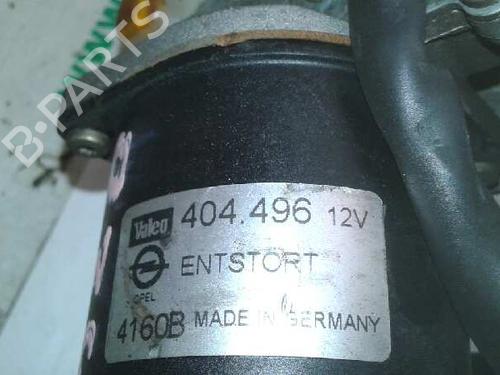 B-PARTS
Valeo 404.496 12V
ENTSTORT
OPEL
4160B MADE IN GERMANY